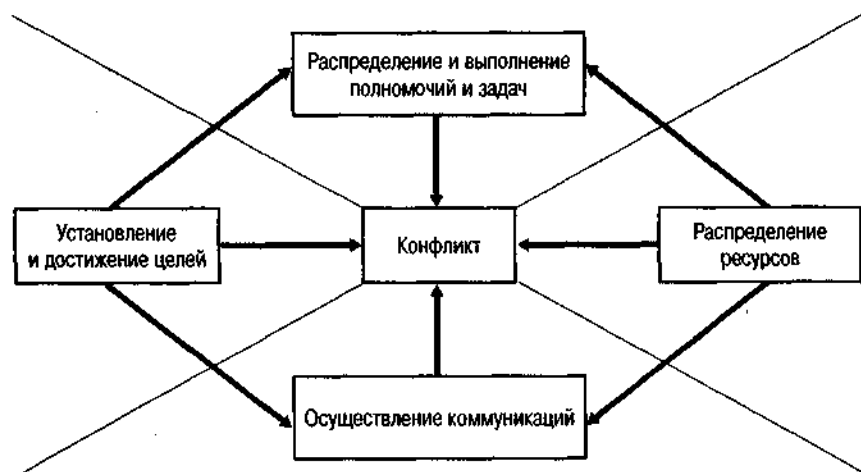 Распределение и выполнение
полномочий и задач
Установление
и достижение целей
Конфликт
Распределение
ресурсов
Осуществление коммуникаций